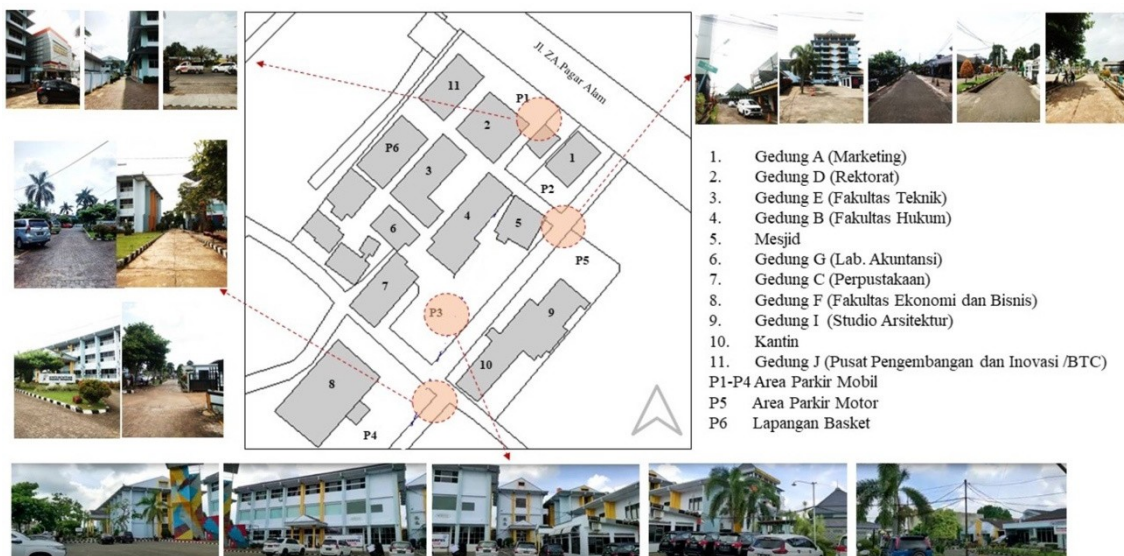 Jl. ZA.Pagar Alam
11
P1
2
P6
1
3
P2
4
5
6
P5
7
P3
9
10
8
P4
1. Gedung A (Marketing)
2. Gedung D (Rektorat)
3. Gedung E (Fakultas Teknik)
4. Gedung B (Fakultas Hukum)
5. Mesjid
6. Gedung G (Lab. Akuntansi)
7. Gedung C (Perpustakaan)
8. Gedung F (Fakultas Ekonomi dan Bisnis)
9. Gedung I (Studio Arsitektur)
10. Kantin
11. Gedung J (Pusat Pengembangan dan Inovasi /BTC)
P1-P4 Area Parkir Mobil
P5 Area Parkir Motor
P6 Lapangan Basket